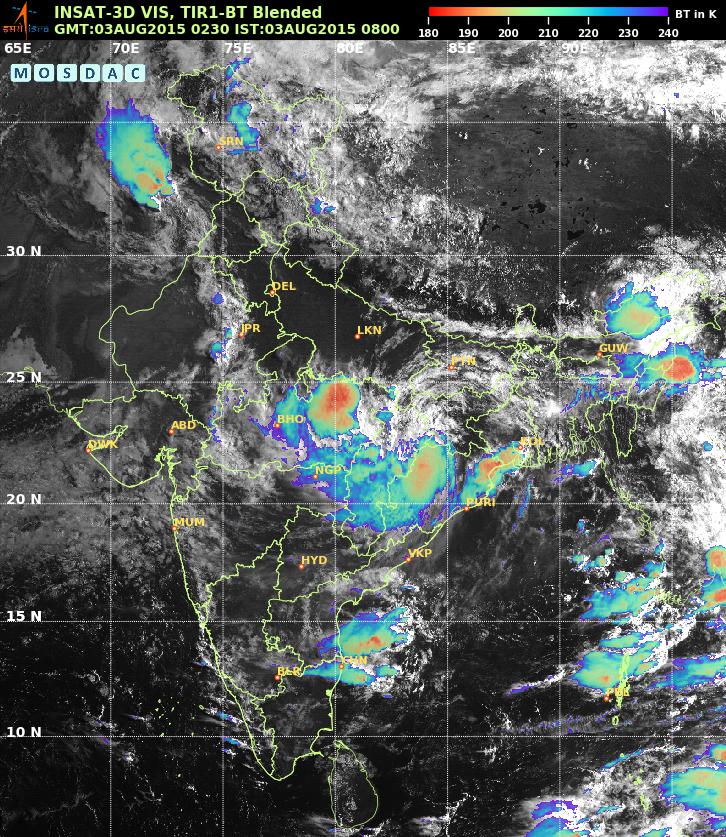 INSAT-3D VIS, TIR1-BT Blended
GMT:03AUG2015 0230 IST:03AUG2015 0800
BT in K
180 190 200 210 220 230 240
65E 70E 75E 80E 85E 90E
MOSDAC
SRN
30 N
DEL
JPR
LKN
GUW
PTN
25 N
BHO
ABD
DWK
KOL
NGP
20 N
PURI
MUM
VKP
HYD
15 N
CHN
BLR
PBL
10 N